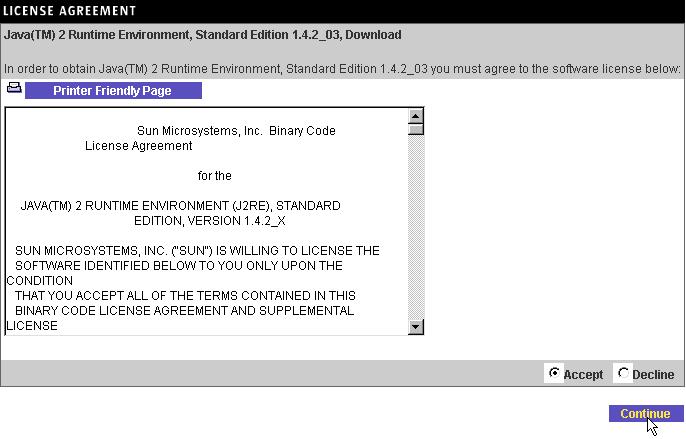 LICENSE AGREEMENT
Java(TM) 2 Runtime Environment, Standard Edition 1.4.2_03, Download
In order to obtain Java(TM) 2 Runtime Environment, Standard Edition 1.4.2_03 you must agree to the software license below:
Printer Friendly Page
Sun Microsystems, Inc. Binary Code
License Agreement
for the
JAVA(TM) 2 RUNTIME ENVIRONMENT (J2RE), STANDARD
EDITION, VERSION 1.4.2_X
SUN MICROSYSTEMS, INC. ("SUN") IS WILLING TO LICENSE THE
SOFTWARE IDENTIFIED BELOW TO YOU ONLY UPON THE
CONDITION
THAT YOU ACCEPT ALL OF THE TERMS CONTAINED IN THIS
BINARY CODE LICENSE AGREEMENT AND SUPPLEMENTAL
LICENSE
Accept Decline
Continue